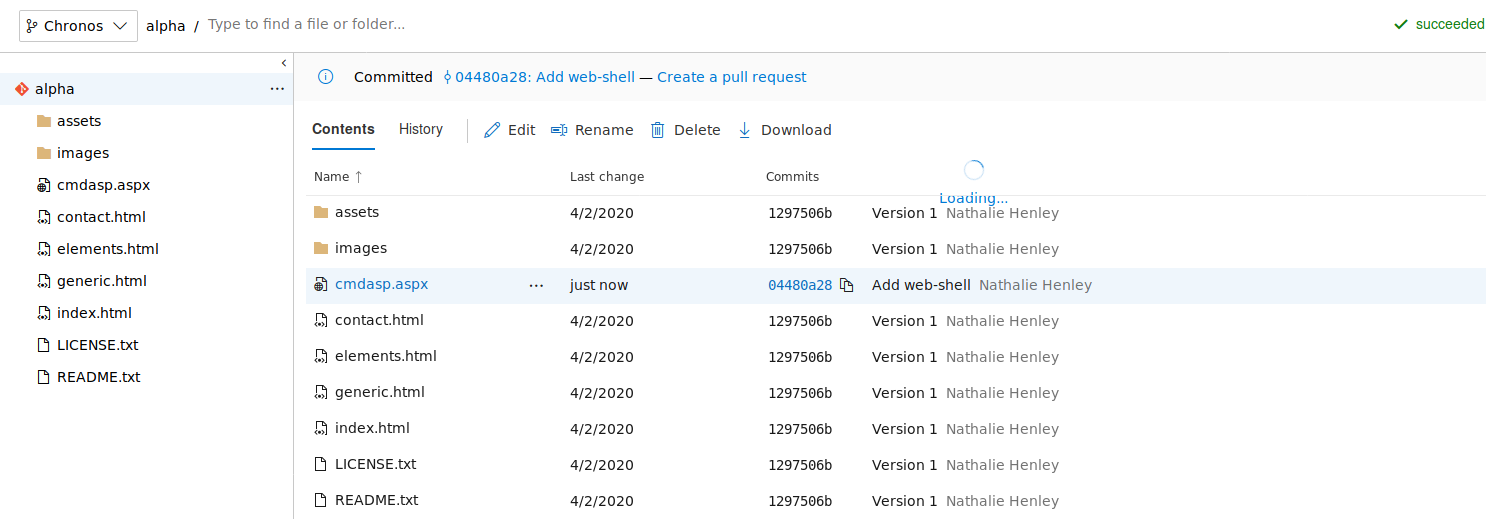 Chronos alpha / Type to find a file or folder... succeeded
alpha ...
assets
images
cmdasp.aspx
contact.html
elements.html
generic.html
index.html
LICENSE.txt
README.txt
Committed 04480a28: Add web-shell — Create a pull request
Contents History Edit Rename Delete Download
Name ↑ Last change Commits
Loading...
assets 4/2/2020 1297506b Version 1 Nathalie Henley
images 4/2/2020 1297506b Version 1 Nathalie Henley
cmdasp.aspx ... just now 04480a28 Add web-shell Nathalie Henley
contact.html 4/2/2020 1297506b Version 1 Nathalie Henley
elements.html 4/2/2020 1297506b Version 1 Nathalie Henley
generic.html 4/2/2020 1297506b Version 1 Nathalie Henley
index.html 4/2/2020 1297506b Version 1 Nathalie Henley
LICENSE.txt 4/2/2020 1297506b Version 1 Nathalie Henley
README.txt 4/2/2020 1297506b Version 1 Nathalie Henley